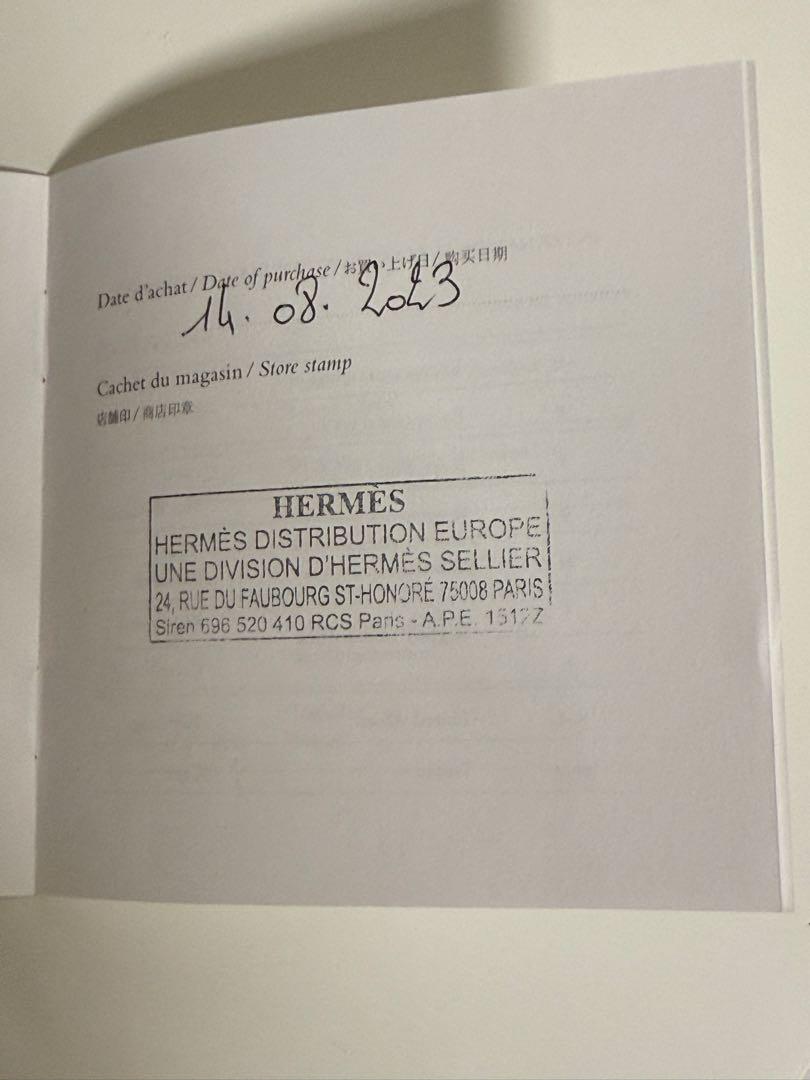 Date d'achat / Date of purchase / お買い上げ日 / 购买日期
14. 08. 2023
Cachet du magasin / Store stamp
店舗印 / 商店印章
HERMÈS
HERMÈS DISTRIBUTION EUROPE
UNE DIVISION D'HERMÈS SELLIER
24, RUE DU FAUBOURG ST-HONORÉ 75008 PARIS
Siren 696 520 410 RCS Paris - A.P.E. 1512Z